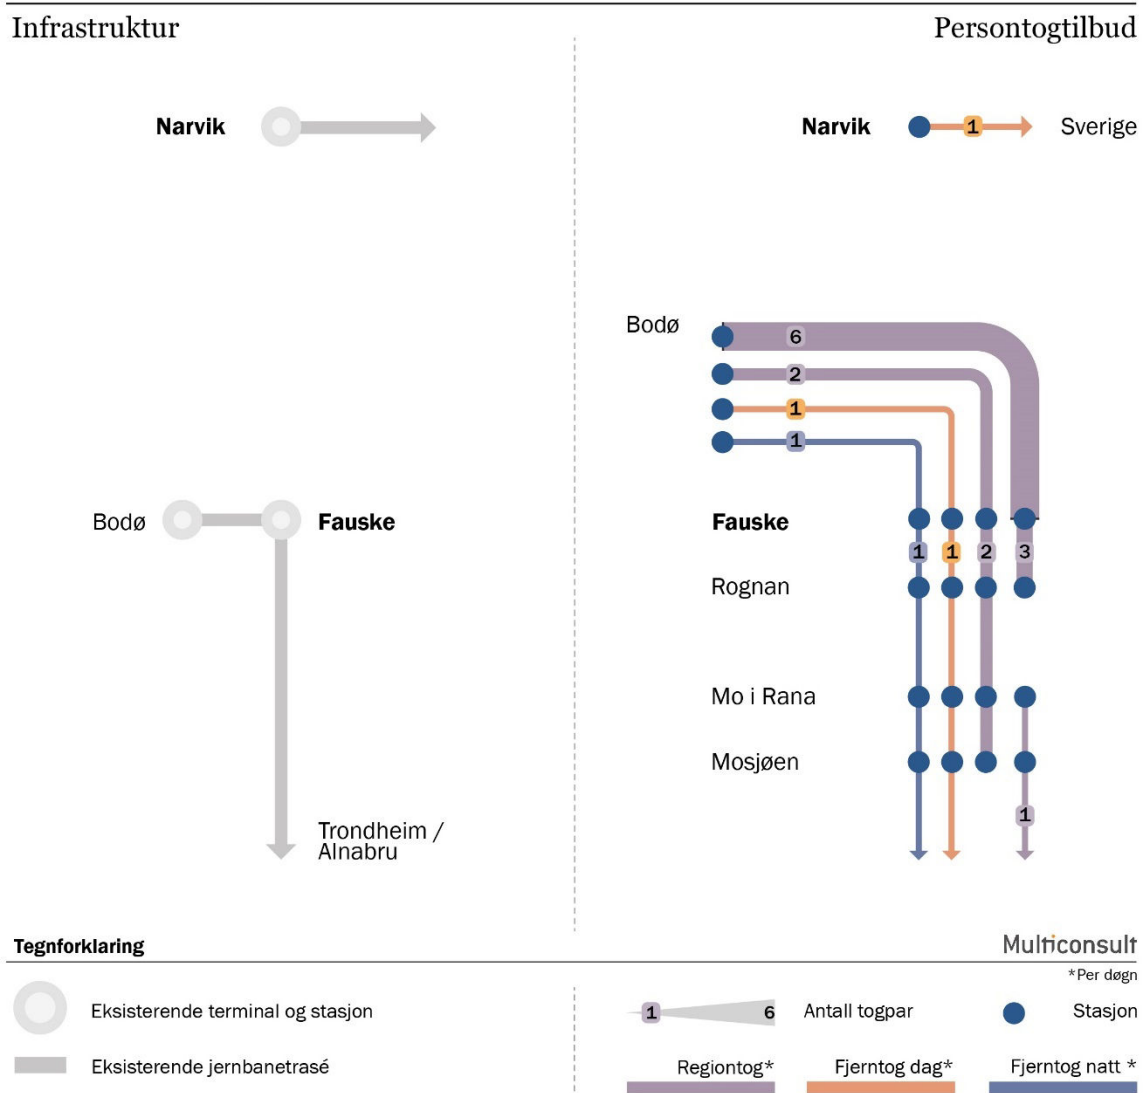 Infrastruktur
Persontogtilbud
Narvik
Bodø
Fauske
Trondheim /
Alnabru
Narvik
1
Sverige
Bodø
6
2
1
1
Fauske
1
1
2
3
Rognan
Mo i Rana
Mosjøen
1
Tegnforklaring
Multiconsult
*Per døgn
Eksisterende terminal og stasjon
Eksisterende jernbanetrasé
1
6
Antall togpar
Stasjon
Regiontog*
Fjerntog dag*
Fjerntog natt *